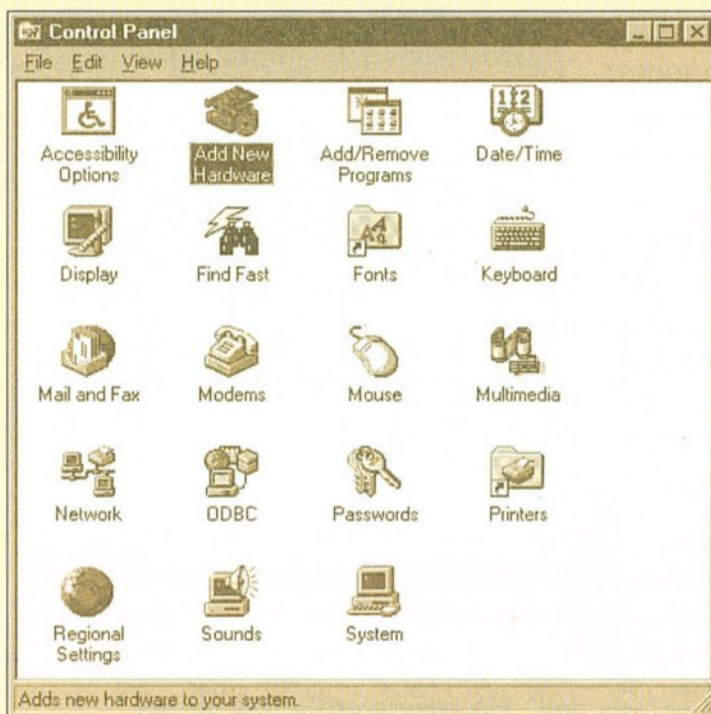 Control Panel
File Edit View Help
Accessibility
Options
Add New
Hardware
Add/Remove
Programs
Date/Time
Display
Find Fast
Fonts
Keyboard
Mail and Fax
Modems
Mouse
Multimedia
Network
ODBC
Passwords
Printers
Regional
Settings
Sounds
System
Adds new hardware to your system.